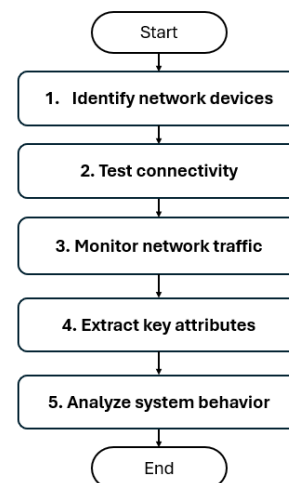 Start
1. Identify network devices
2. Test connectivity
3. Monitor network traffic
4. Extract key attributes
5. Analyze system behavior
End